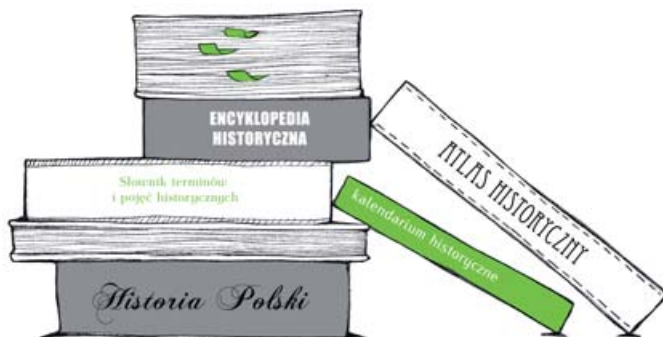 ENCYKLOPEDIA
HISTORYCZNA
Słownik terminów
i pojęć historycznych
Historia Polski
kalendarium historyczne
ATLAS HISTORYCZNY